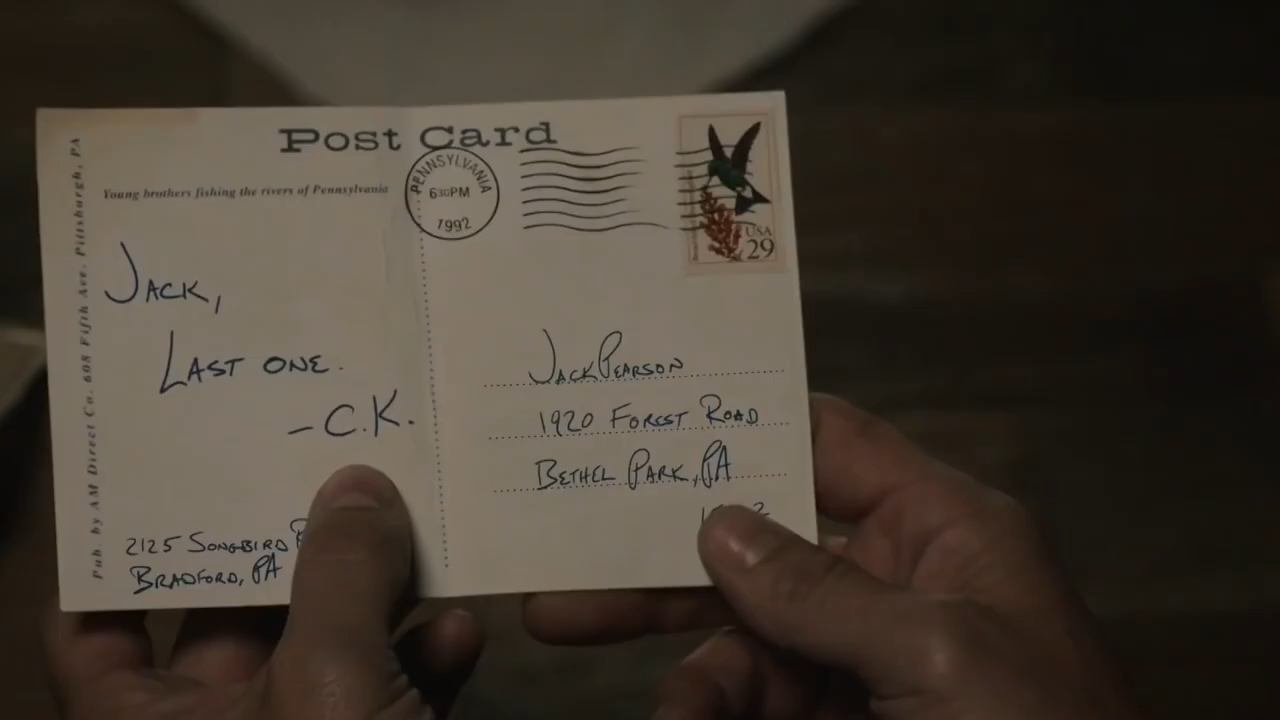 Post Card
Young brothers fishing the rivers of Pennsylvania
PENNSYLVANIA
630PM
1992
USA
29
Pub. by AM Direct Co. 608 Fifth Ave. Pittsburgh, PA
JACK,
LAST ONE.
-C.K.
2125 SONGBIRD
BRADFORD, PA
JACK PEARSON
1920 FOREST ROAD
BETHEL PARK, PA